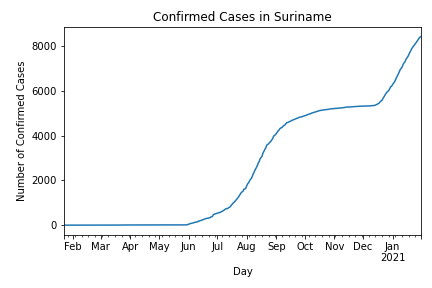 Confirmed Cases in Suriname
Number of Confirmed Cases
8000
6000
4000
2000
0
Feb Mar Apr May Jun Jul Aug Sep Oct Nov Dec Jan
2021
Day